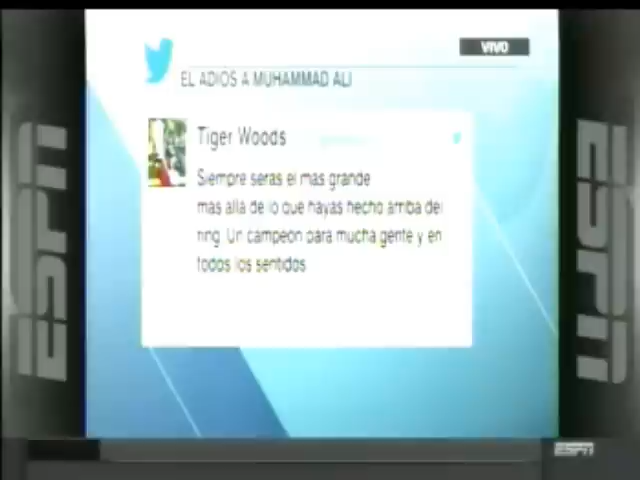 VIVO
EL ADIOS A MUHAMMAD ALI
Tiger Woods
Siempre seras el mas grande
mas alla de lo que hayas hecho arriba del
ring. Un campeon para mucha gente y en
todos los sentidos
ESPN
ESPN
ESPN